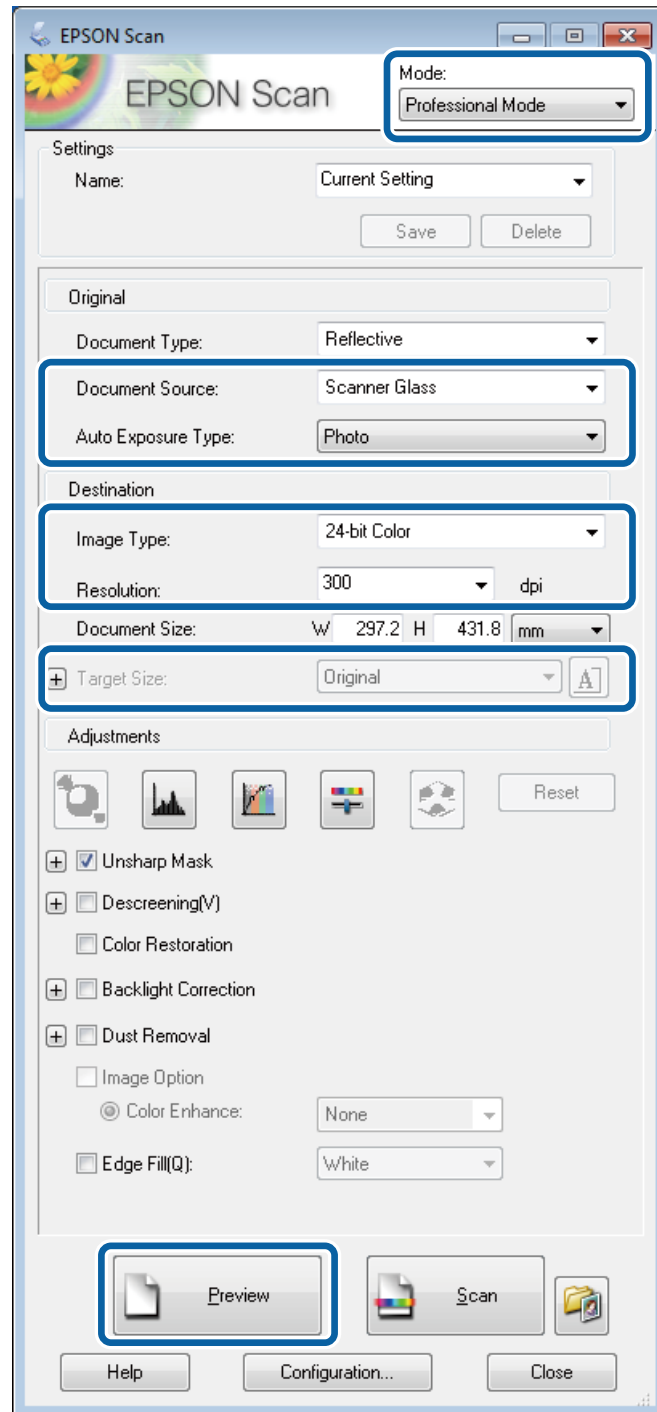 EPSON Scan
EPSON Scan
Mode:
Professional Mode
Settings
Name: Current Setting
Save Delete
Original
Document Type: Reflective
Document Source: Scanner Glass
Auto Exposure Type: Photo
Destination
Image Type: 24-bit Color
Resolution: 300 dpi
Document Size: W 297.2 H 431.8 mm
Target Size: Original A
Adjustments
Reset
Unsharp Mask
Descreening(V)
Color Restoration
Backlight Correction
Dust Removal
Image Option
Color Enhance: None
Edge Fill(Q): White
Preview Scan
Help Configuration... Close